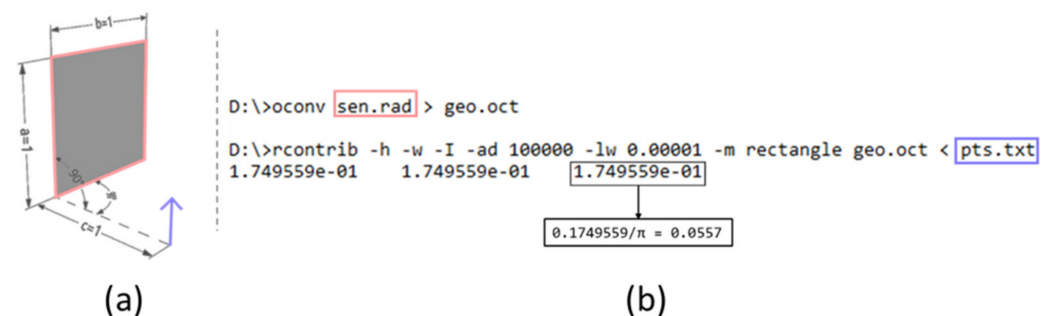 b=1
a=1
90°
φ
c=1
D:\>oconv sen.rad > geo.oct
D:\>rcontrib -h -w -I -ad 100000 -lw 0.00001 -m rectangle geo.oct < pts.txt
1.749559e-01 1.749559e-01 1.749559e-01
0.1749559/π = 0.0557
(a)
(b)